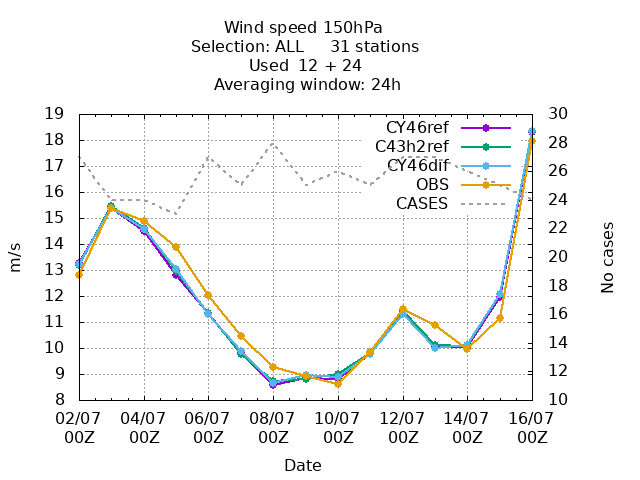 Wind speed 150hPa
Selection: ALL 31 stations
Used 12 + 24
Averaging window: 24h
19 30
18 28
17 26
16 24
15 22
14 20
13 18
12 16
11 14
10 12
9 10
8
CY46ref
C43h2ref
CY46dif
OBS
CASES
m/s
No cases
02/07 04/07 06/07 08/07 10/07 12/07 14/07 16/07
00Z 00Z 00Z 00Z 00Z 00Z 00Z 00Z
Date